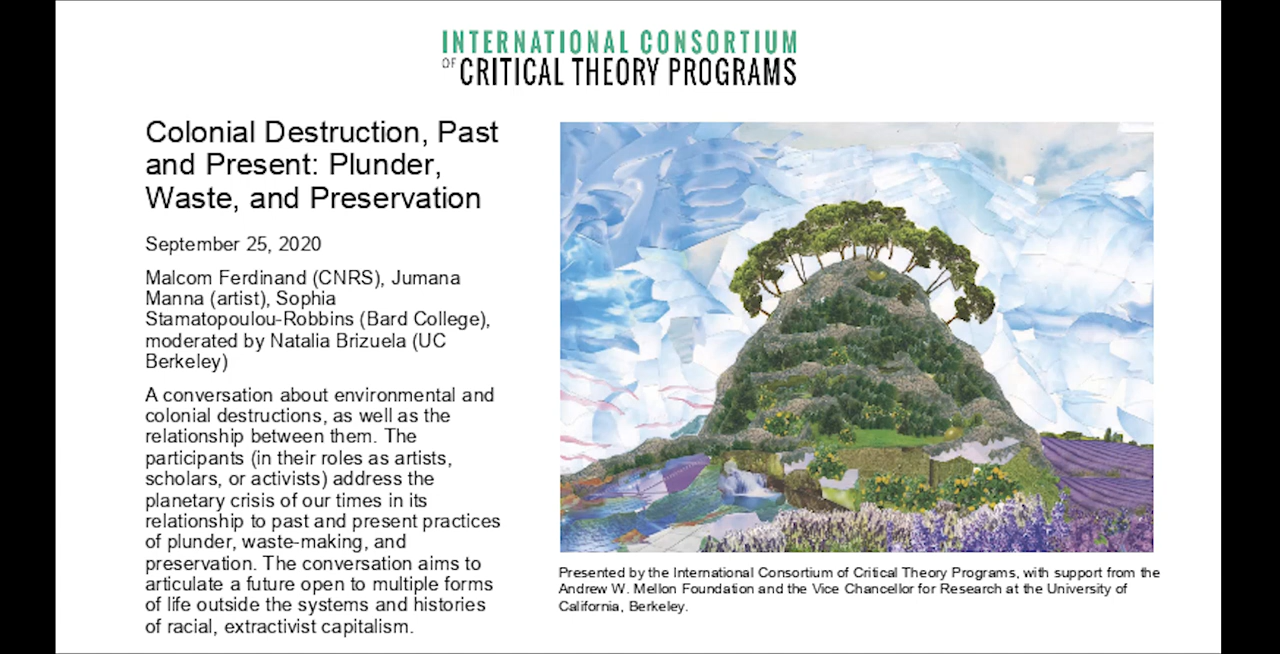 INTERNATIONAL CONSORTIUM
OF CRITICAL THEORY PROGRAMS
Colonial Destruction, Past
and Present: Plunder,
Waste, and Preservation
September 25, 2020
Malcom Ferdinand (CNRS), Jumana
Manna (artist), Sophia
Stamatopoulou-Robbins (Bard College),
moderated by Natalia Brizuela (UC
Berkeley)
A conversation about environmental and
colonial destructions, as well as the
relationship between them. The
participants (in their roles as artists,
scholars, or activists) address the
planetary crisis of our times in its
relationship to past and present practices
of plunder, waste-making, and
preservation. The conversation aims to
articulate a future open to multiple forms
of life outside the systems and histories
of racial, extractivist capitalism.
Presented by the International Consortium of Critical Theory Programs, with support from the
Andrew W. Mellon Foundation and the Vice Chancellor for Research at the University of
California, Berkeley.